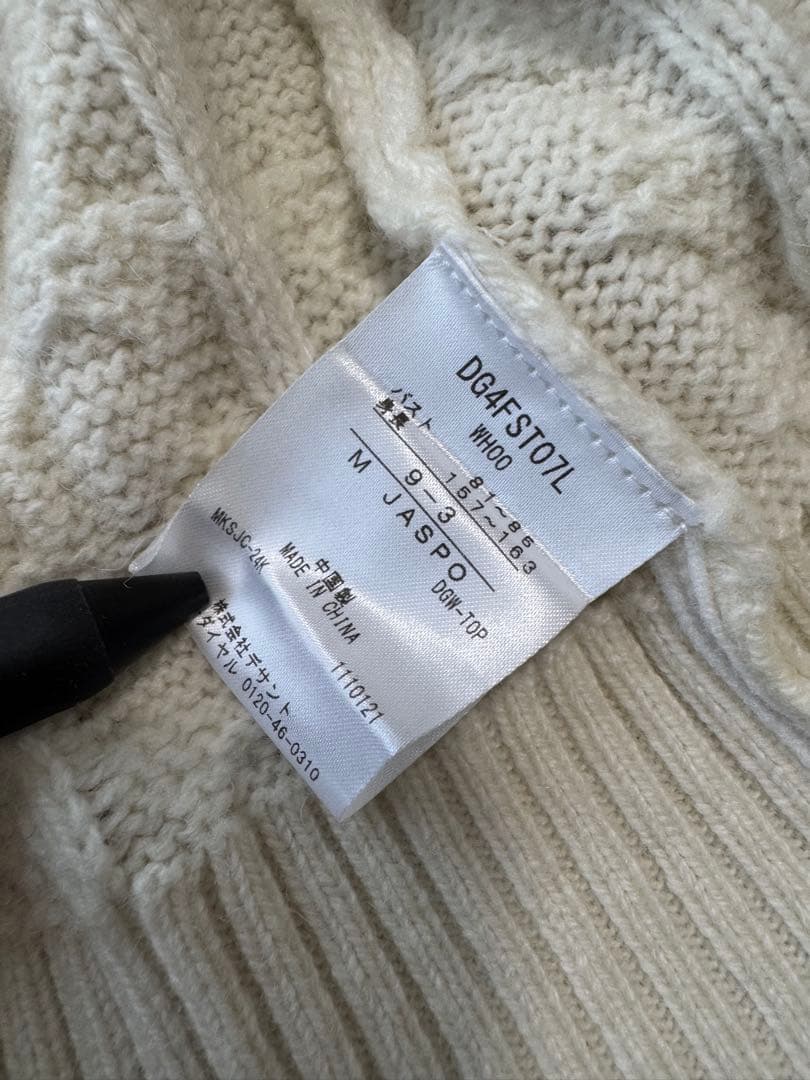 DG4FST07L
WH00
バスト 81~85
身長 157~163
9-3
M JASPO
DGW-TOP
MKSJC-24K
中国製
MADE IN CHINA
1110121
株式会社デサント
ダイヤル 0120-46-0310